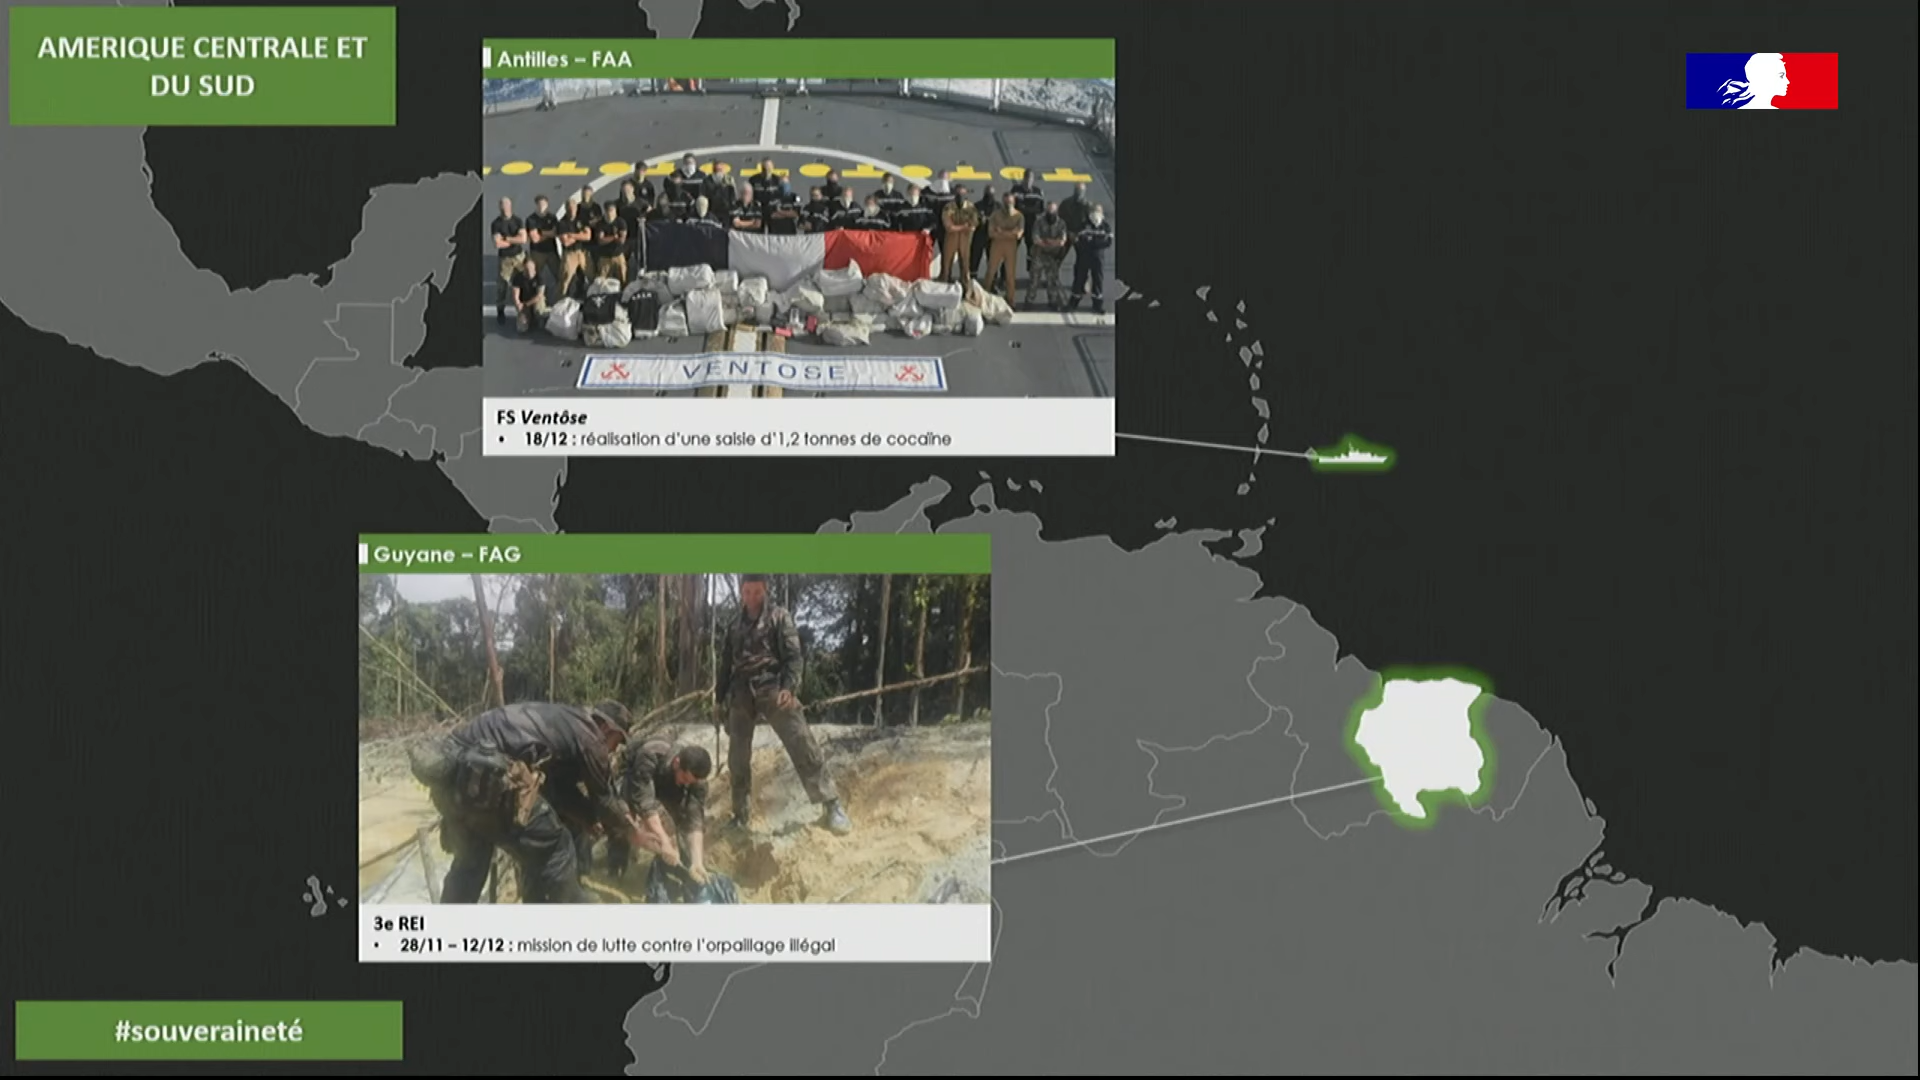 AMERIQUE CENTRALE ET
DU SUD
Antilles – FAA
VENTOSE
FS Ventôse
• 18/12 : réalisation d'une saisie d'1,2 tonnes de cocaïne
Guyane – FAG
3e REI
• 28/11 – 12/12 : mission de lutte contre l'orpaillage illégal
#souveraineté